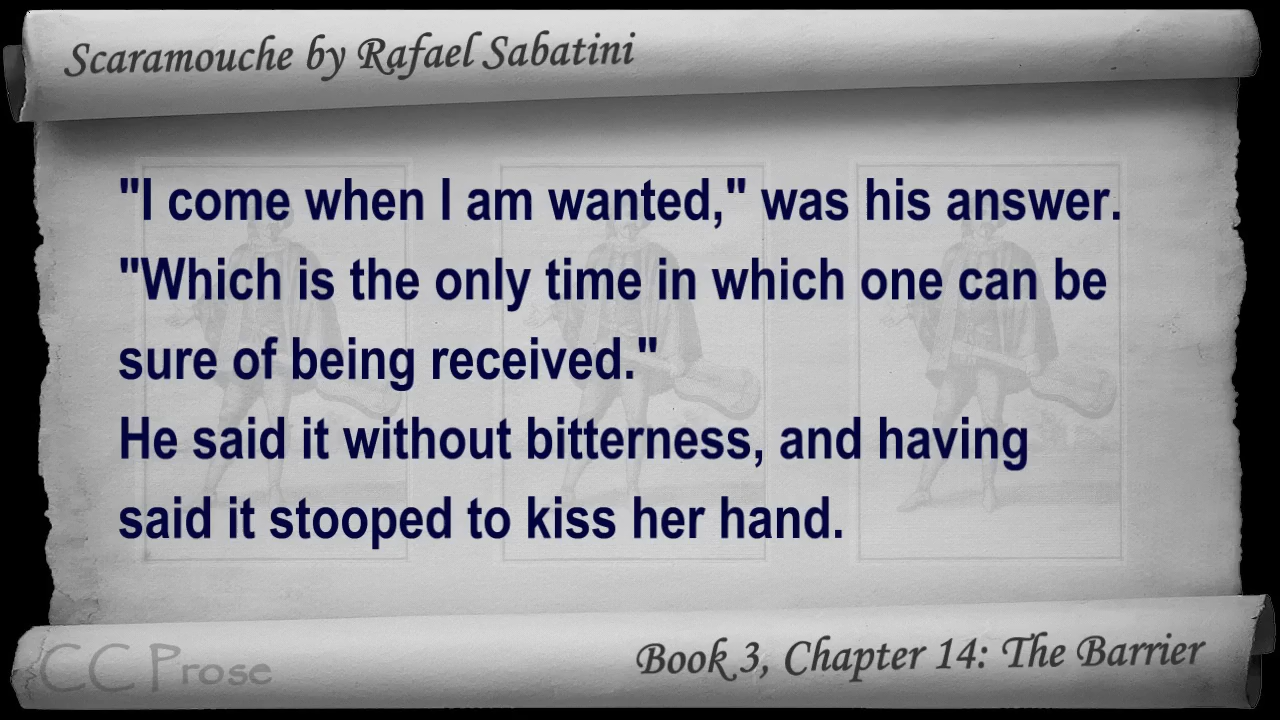 Scaramouche by Rafael Sabatini
"I come when I am wanted," was his answer.
"Which is the only time in which one can be
sure of being received."
He said it without bitterness, and having
said it stooped to kiss her hand.
CC Prose
Book 3, Chapter 14: The Barrier